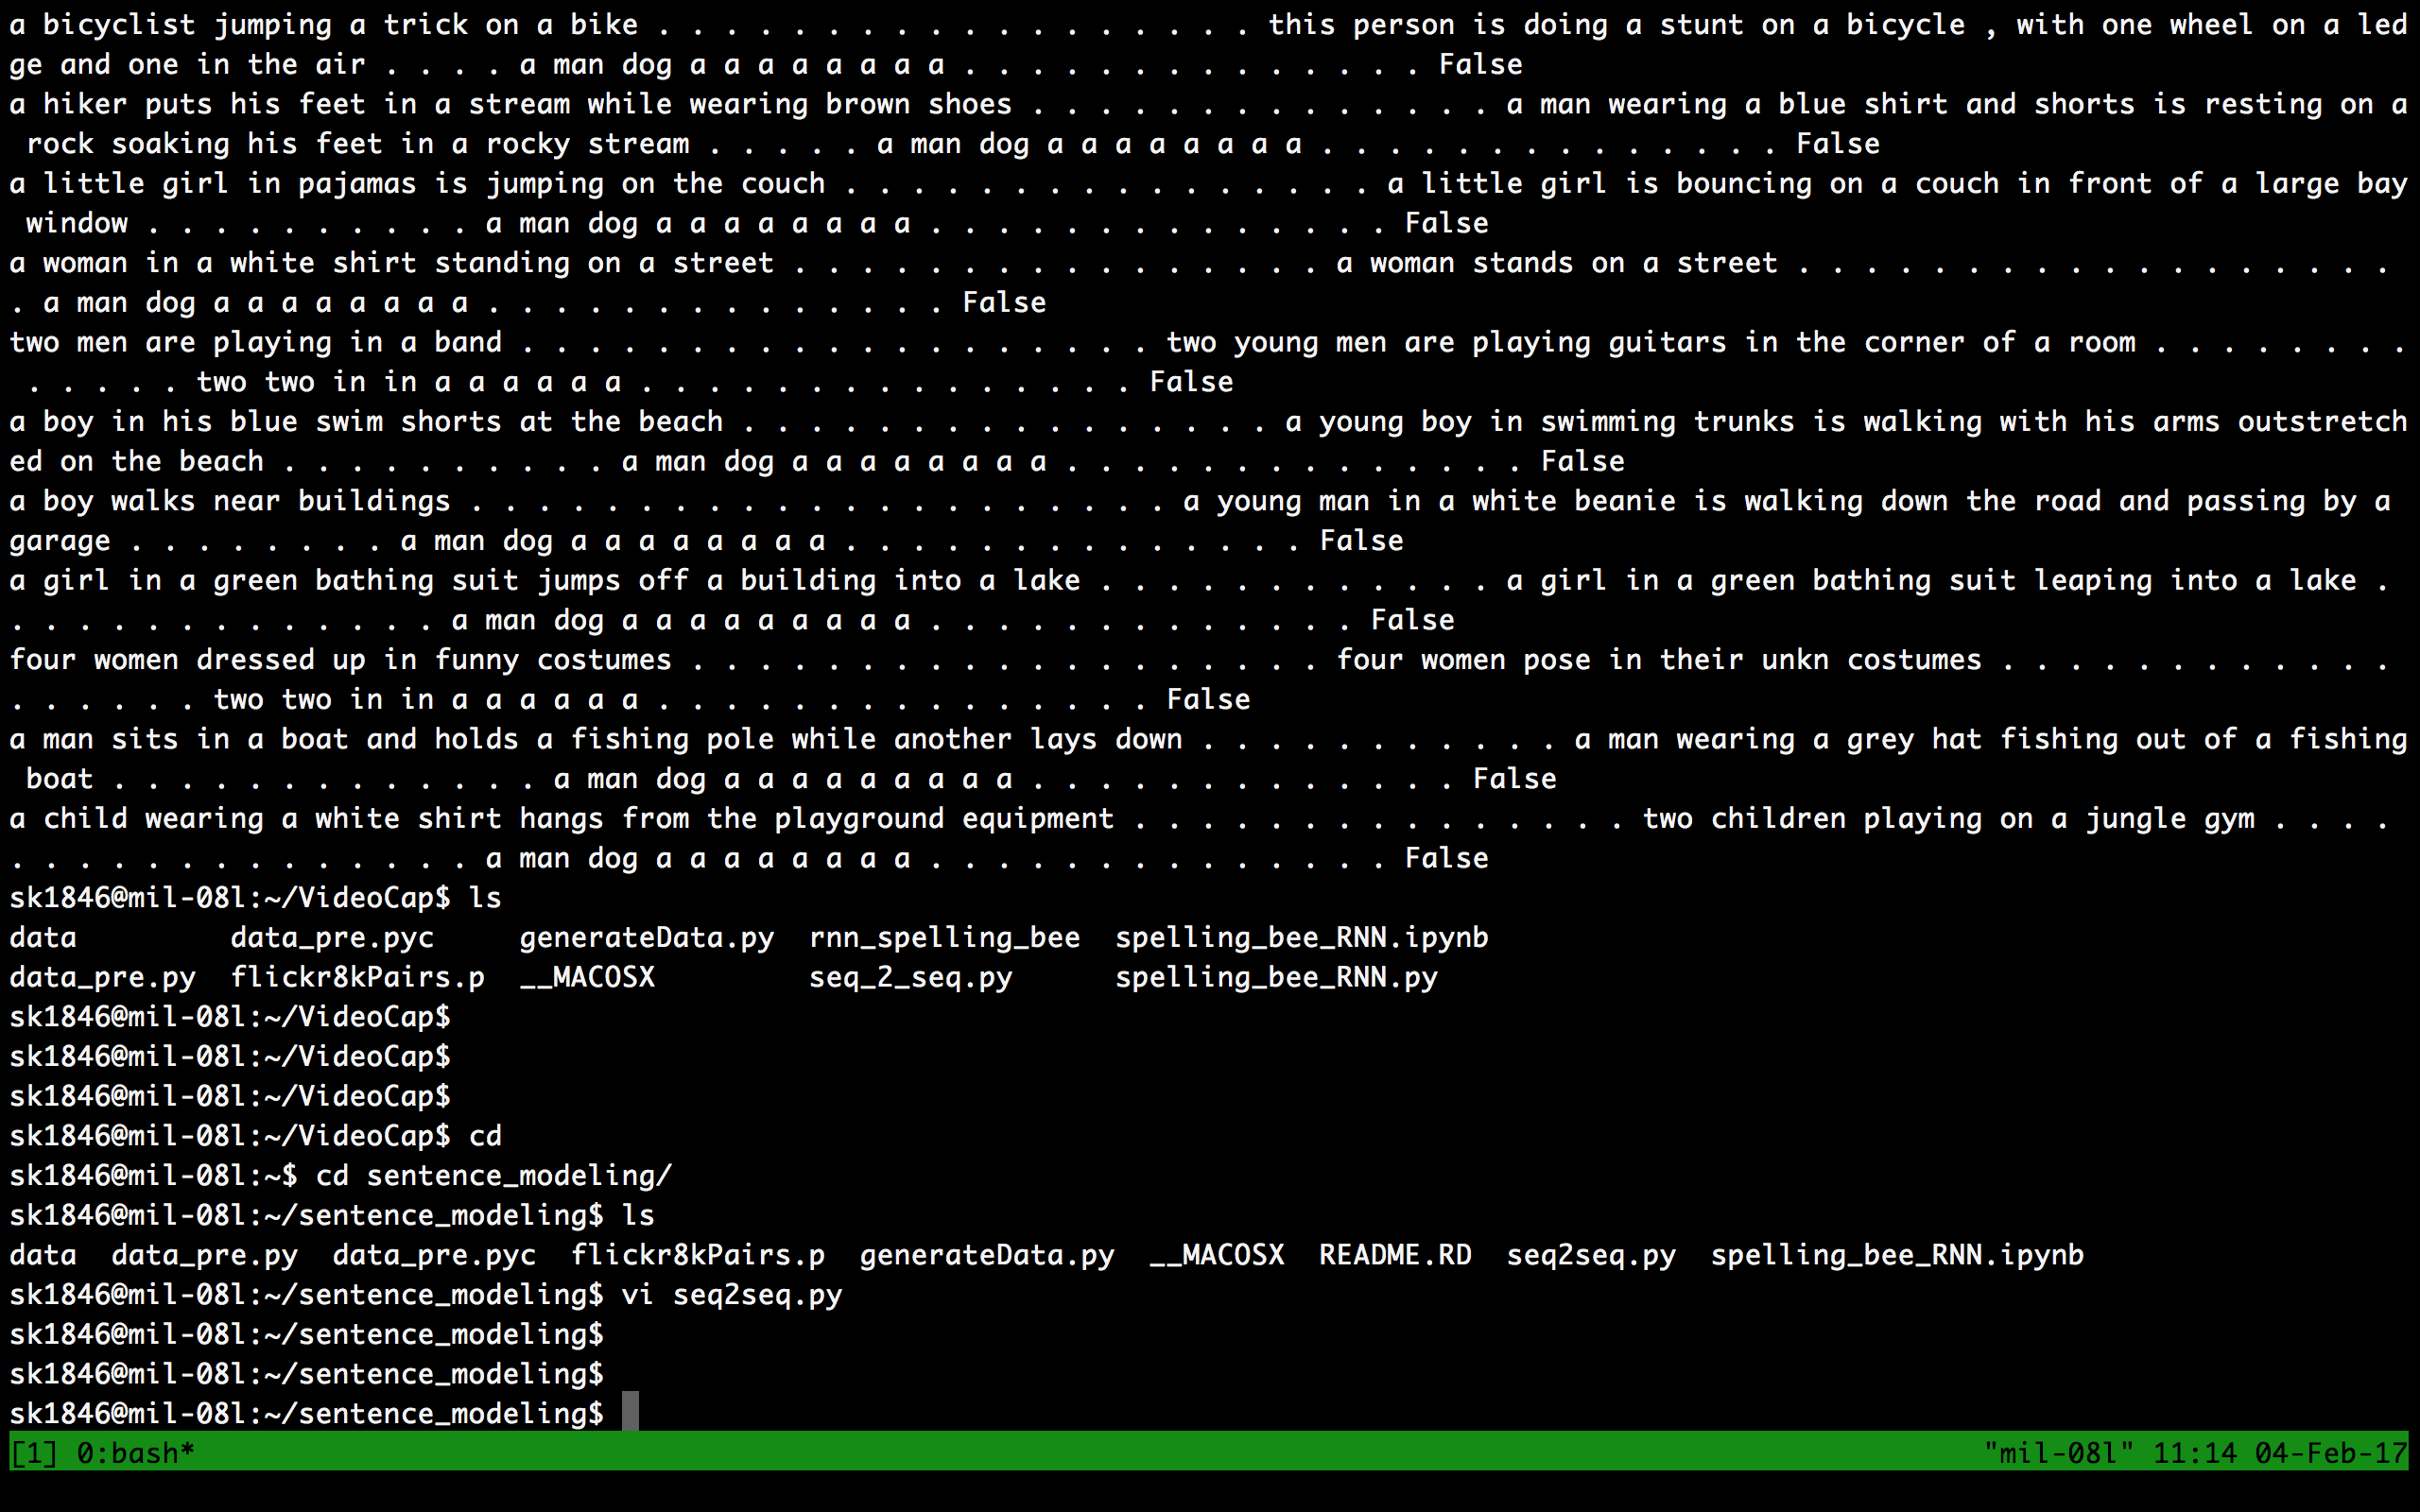 a bicyclist jumping a trick on a bike . . . . . . . . . . . . . . . . . . this person is doing a stunt on a bicycle , with one wheel on a led
ge and one in the air . . . . a man dog a a a a a a a a . . . . . . . . . . . . . . False
a hiker puts his feet in a stream while wearing brown shoes . . . . . . . . . . . . . . a man wearing a blue shirt and shorts is resting on a
 rock soaking his feet in a rocky stream . . . . . a man dog a a a a a a a a . . . . . . . . . . . . . . False
a little girl in pajamas is jumping on the couch . . . . . . . . . . . . . . . . a little girl is bouncing on a couch in front of a large bay
 window . . . . . . . . . . a man dog a a a a a a a a . . . . . . . . . . . . . . False
a woman in a white shirt standing on a street . . . . . . . . . . . . . . . . a woman stands on a street . . . . . . . . . . . . . . . . . .
. a man dog a a a a a a a a . . . . . . . . . . . . . . False
two men are playing in a band . . . . . . . . . . . . . . . . . . . two young men are playing guitars in the corner of a room . . . . . . . .
 . . . . . two two in in a a a a a a . . . . . . . . . . . . . . . False
a boy in his blue swim shorts at the beach . . . . . . . . . . . . . . . . a young boy in swimming trunks is walking with his arms outstretch
ed on the beach . . . . . . . . . . a man dog a a a a a a a a . . . . . . . . . . . . . . False
a boy walks near buildings . . . . . . . . . . . . . . . . . . . . . a young man in a white beanie is walking down the road and passing by a
garage . . . . . . . . a man dog a a a a a a a a . . . . . . . . . . . . . . False
a girl in a green bathing suit jumps off a building into a lake . . . . . . . . . . . . a girl in a green bathing suit leaping into a lake .
. . . . . . . . . . . . . a man dog a a a a a a a a a . . . . . . . . . . . . . False
four women dressed up in funny costumes . . . . . . . . . . . . . . . . . . . four women pose in their unkn costumes . . . . . . . . . . . .
. . . . . . two two in in a a a a a a . . . . . . . . . . . . . . . False
a man sits in a boat and holds a fishing pole while another lays down . . . . . . . . . . . a man wearing a grey hat fishing out of a fishing
 boat . . . . . . . . . . . . . a man dog a a a a a a a a a . . . . . . . . . . . . . False
a child wearing a white shirt hangs from the playground equipment . . . . . . . . . . . . . . . two children playing on a jungle gym . . . .
. . . . . . . . . . . . . . a man dog a a a a a a a a . . . . . . . . . . . . . . False
sk1846@mil-08l:~/VideoCap$ ls
data         data_pre.pyc     generateData.py  rnn_spelling_bee  spelling_bee_RNN.ipynb
data_pre.py  flickr8kPairs.p  __MACOSX         seq_2_seq.py      spelling_bee_RNN.py
sk1846@mil-08l:~/VideoCap$
sk1846@mil-08l:~/VideoCap$
sk1846@mil-08l:~/VideoCap$
sk1846@mil-08l:~/VideoCap$ cd
sk1846@mil-08l:~$ cd sentence_modeling/
sk1846@mil-08l:~/sentence_modeling$ ls
data  data_pre.py  data_pre.pyc  flickr8kPairs.p  generateData.py  __MACOSX  README.RD  seq2seq.py  spelling_bee_RNN.ipynb
sk1846@mil-08l:~/sentence_modeling$ vi seq2seq.py
sk1846@mil-08l:~/sentence_modeling$
sk1846@mil-08l:~/sentence_modeling$
sk1846@mil-08l:~/sentence_modeling$
[1] 0:bash* "mil-08l" 11:14 04-Feb-17